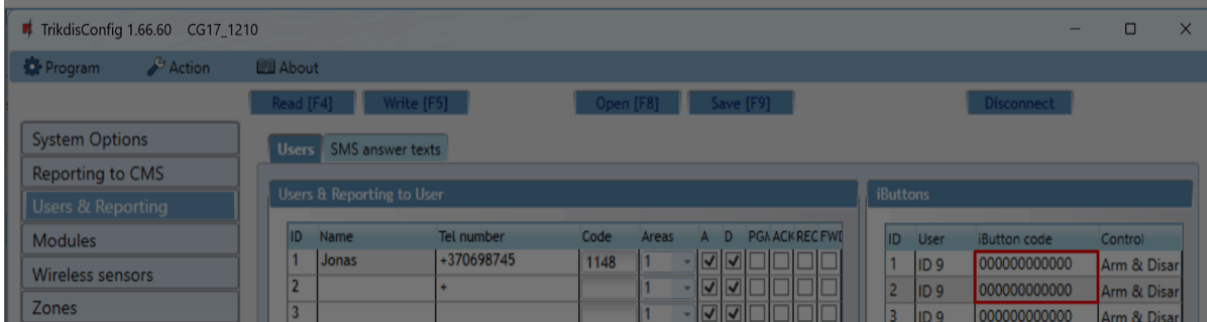 TrikdisConfig 1.66.60 CG17_1210
Program Action About
Read [F4] Write [F5] Open [F8] Save [F9] Disconnect
System Options
Reporting to CMS
Users & Reporting
Modules
Wireless sensors
Zones
Users SMS answer texts
Users & Reporting to User
ID Name Tel number Code Areas A D PGM ACK REC FWD
1 Jonas +370698745 1148 1
2 + 1
3 1
iButtons
ID User iButton code Control
1 ID 9 000000000000 Arm & Disar
2 ID 9 000000000000 Arm & Disar
3 ID 9 000000000000 Arm & Disar